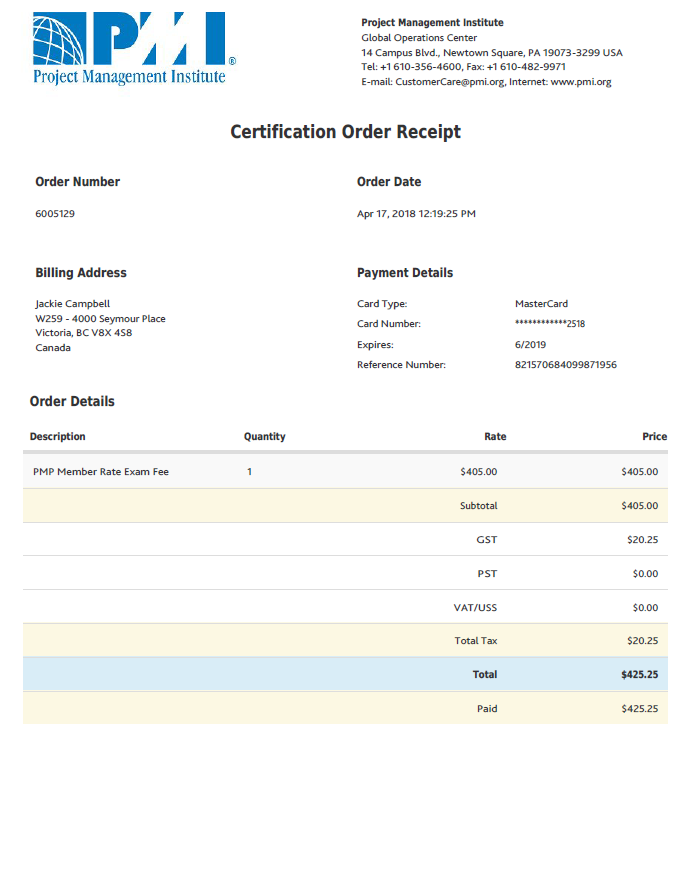 PMI®
Project Management Institute
Project Management Institute
Global Operations Center
14 Campus Blvd., Newtown Square, PA 19073-3299 USA
Tel: +1 610-356-4600, Fax: +1 610-482-9971
E-mail: CustomerCare@pmi.org, Internet: www.pmi.org
Certification Order Receipt
Order Number
6005129
Order Date
Apr 17, 2018 12:19:25 PM
Billing Address
Jackie Campbell
W259 - 4000 Seymour Place
Victoria, BC V8X 4S8
Canada
Payment Details
Card Type: MasterCard
Card Number: ************2518
Expires: 6/2019
Reference Number: 821570684099871956
Order Details
Description Quantity Rate Price
PMP Member Rate Exam Fee 1 $405.00 $405.00
Subtotal $405.00
GST $20.25
PST $0.00
VAT/USS $0.00
Total Tax $20.25
Total $425.25
Paid $425.25